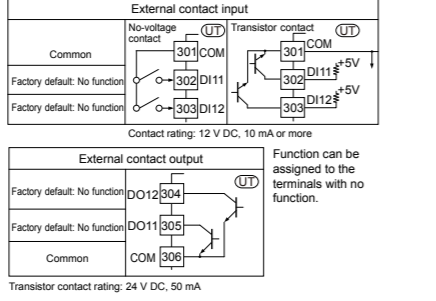 External contact input
No-voltage contact
UT
Transistor contact
UT
Common
301 COM
301 COM
Factory default: No function
302 DI11
302 DI11 +5V
Factory default: No function
303 DI12
303 DI12 +5V
Contact rating: 12 V DC, 10 mA or more
External contact output
UT
Factory default: No function
DO12 304
Factory default: No function
DO11 305
Common
COM 306
Function can be
assigned to the
terminals with no
function.
Transistor contact rating: 24 V DC, 50 mA